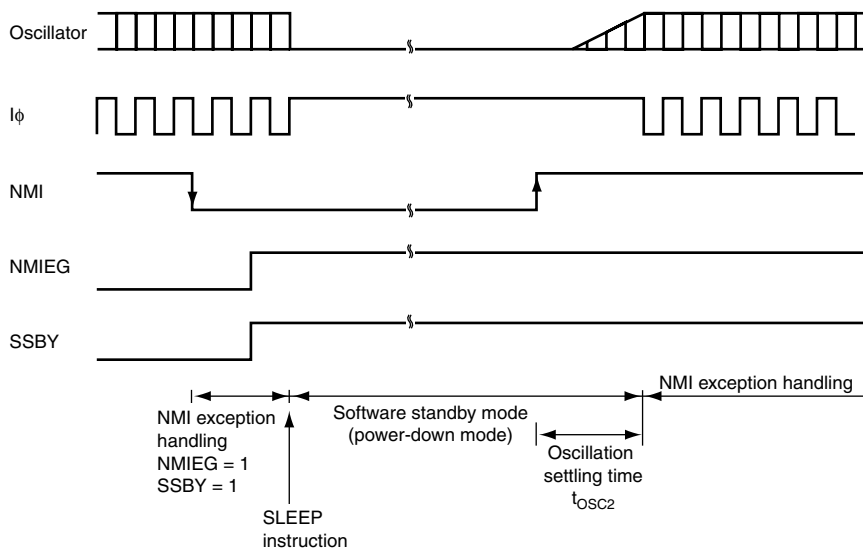 Oscillator
Iϕ
NMI
NMIEG
SSBY
NMI exception
handling
NMIEG = 1
SSBY = 1
SLEEP
instruction
Software standby mode
(power-down mode)
Oscillation
settling time
tOSC2
NMI exception handling